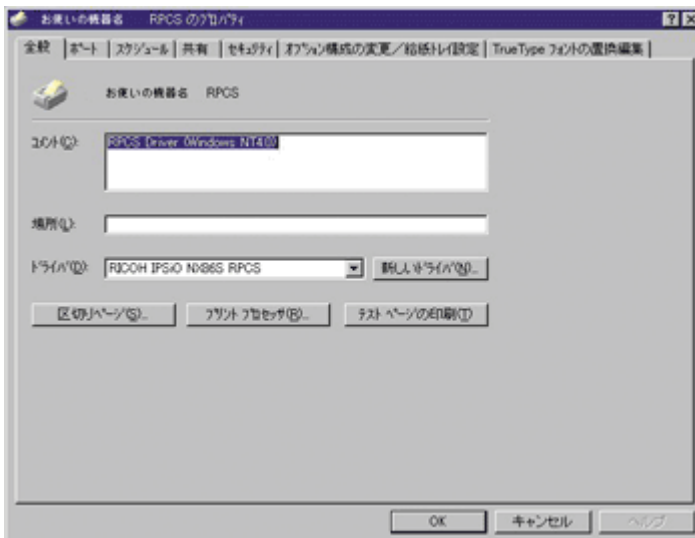 お使いの機器名 RPCS のプロパティ
全般 ポート スケジュール 共有 セキュリティ オプション構成の変更/給紙トレイ設定 TrueType フォントの置換編集
お使いの機器名 RPCS
コメント(C):
RPCS Driver (Windows NT4.0)
場所(L):
ドライバ(D):
RICOH IPSiO NX86S RPCS
新しいドライバ(N)...
区切りページ(S)...
プリント プロセッサ(R)...
テスト ページの印刷(T)
OK
キャンセル
ヘルプ